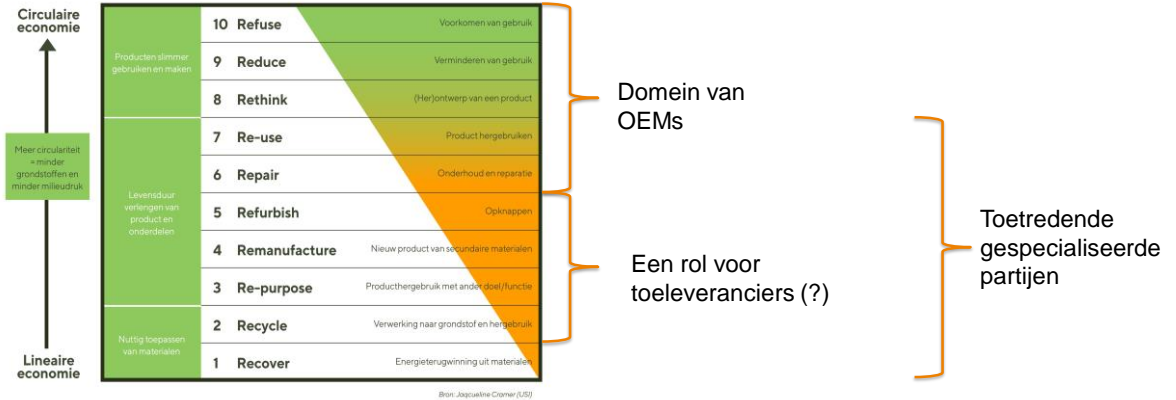 Circulaire
economie
Meer circulariteit
= minder
grondstoffen en
minder milieudruk
Lineaire
economie
Producten slimmer
gebruiken en maken
10 Refuse Voorkomen van gebruik
9 Reduce Verminderen van gebruik
8 Rethink (Her)ontwerp van een product
Levensduur
verlengen van
product en
onderdelen
7 Re-use Product hergebruiken
6 Repair Onderhoud en reparatie
5 Refurbish Opknappen
4 Remanufacture Nieuw product van secundaire materialen
3 Re-purpose Producthergebruik met ander doel/functie
Nuttig toepassen
van materialen
2 Recycle Verwerking naar grondstof en hergebruik
1 Recover Energieterugwinning uit materialen
Bron: Jaqcueline Cramer (USI)
Domein van
OEMs
Een rol voor
toeleveranciers (?)
Toetredende
gespecialiseerde
partijen